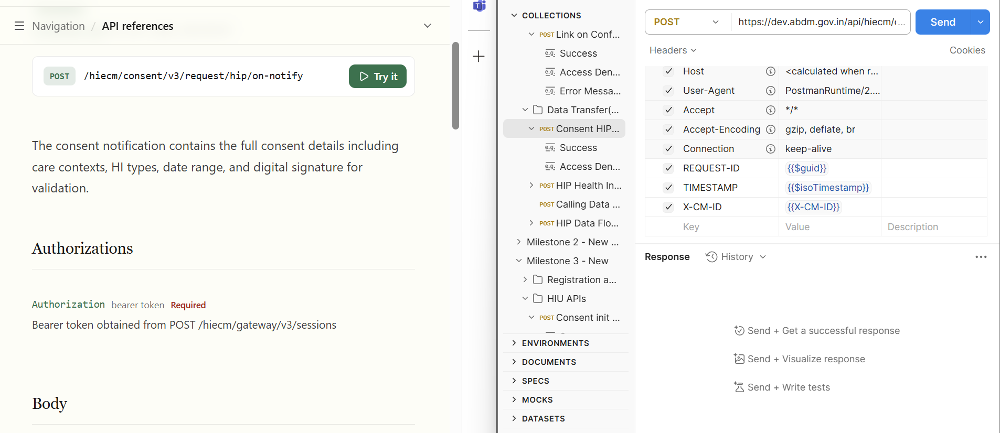 Navigation / API references
POST /hiecm/consent/v3/request/hip/on-notify Try it
The consent notification contains the full consent details including
care contexts, HI types, date range, and digital signature for
validation.
Authorizations
Authorization bearer token Required
Bearer token obtained from POST /hiecm/gateway/v3/sessions
Body
T
COLLECTIONS
POST Link on Conf...
e.g. Success
e.g. Access Den...
e.g. Error Messa...
Data Transfer(...
POST Consent HIP...
e.g. Success
e.g. Access Den...
POST HIP Health In...
POST Calling Data ...
POST HIP Data Flo...
Milestone 2 - New ...
Milestone 3 - New
Registration a...
HIU APIs
POST Consent init ...
ENVIRONMENTS
DOCUMENTS
SPECS
MOCKS
DATASETS
POST https://dev.abdm.gov.in/api/hiecm/c... Send
Headers Cookies
Host <calculated when r...
User-Agent PostmanRuntime/2....
Accept */*
Accept-Encoding gzip, deflate, br
Connection keep-alive
REQUEST-ID {{$guid}}
TIMESTAMP {{$isoTimestamp}}
X-CM-ID {{X-CM-ID}}
Key Value Description
Response History
Send + Get a successful response
Send + Visualize response
Send + Write tests